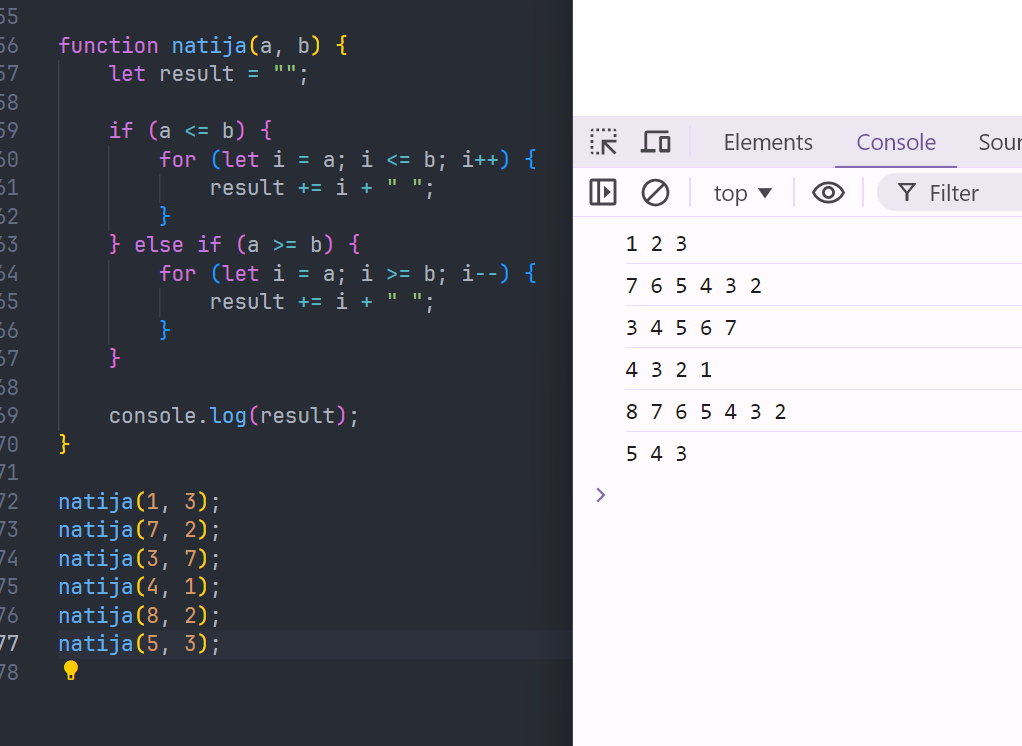 55
56 function natija(a, b) {
57     let result = "";
58
59     if (a <= b) {
60         for (let i = a; i <= b; i++) {
61             result += i + " ";
62         }
63     } else if (a >= b) {
64         for (let i = a; i >= b; i--) {
65             result += i + " ";
66         }
67     }
68
69     console.log(result);
70 }
71
72 natija(1, 3);
73 natija(7, 2);
74 natija(3, 7);
75 natija(4, 1);
76 natija(8, 2);
77 natija(5, 3);
78
Elements Console Sour
top Filter
1 2 3
7 6 5 4 3 2
3 4 5 6 7
4 3 2 1
8 7 6 5 4 3 2
5 4 3